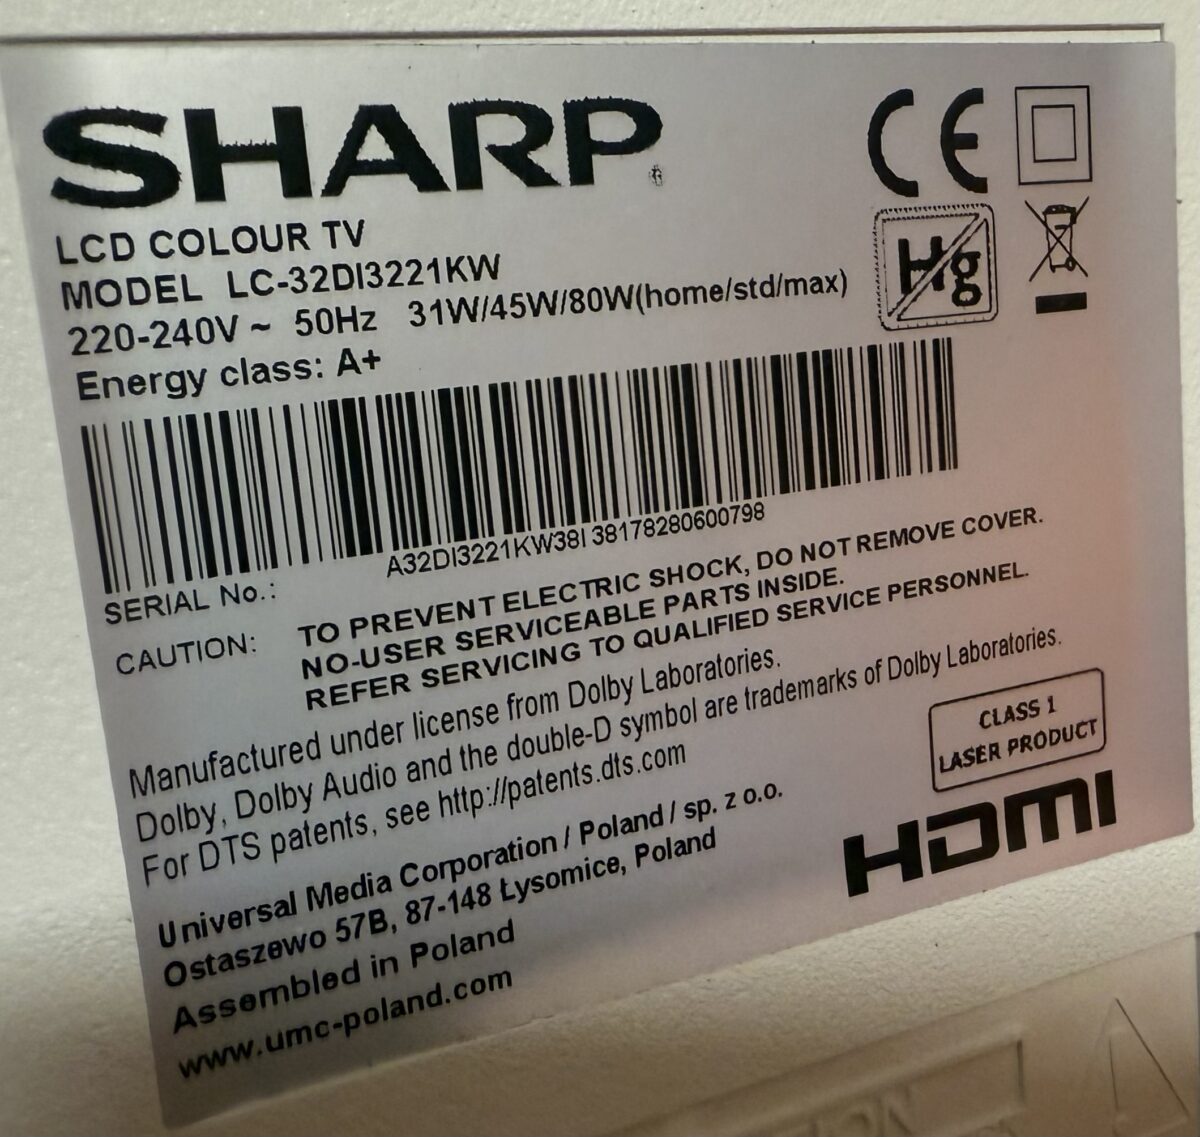 SHARP
CE
LCD COLOUR TV
MODEL LC-32DI3221KW
220-240V ~ 50Hz 31W/45W/80W(home/std/max)
Hg
Energy class: A+
A32DI3221KW38I 38178280600798
SERIAL No.:
CAUTION: TO PREVENT ELECTRIC SHOCK, DO NOT REMOVE COVER.
NO-USER SERVICEABLE PARTS INSIDE.
REFER SERVICING TO QUALIFIED SERVICE PERSONNEL.
Manufactured under license from Dolby Laboratories.
Dolby, Dolby Audio and the double-D symbol are trademarks of Dolby Laboratories.
For DTS patents, see http://patents.dts.com
CLASS 1
LASER PRODUCT
HDMI
Universal Media Corporation / Poland / sp. z o.o.
Ostaszewo 57B, 87-148 Łysomice, Poland
Assembled in Poland
www.umc-poland.com